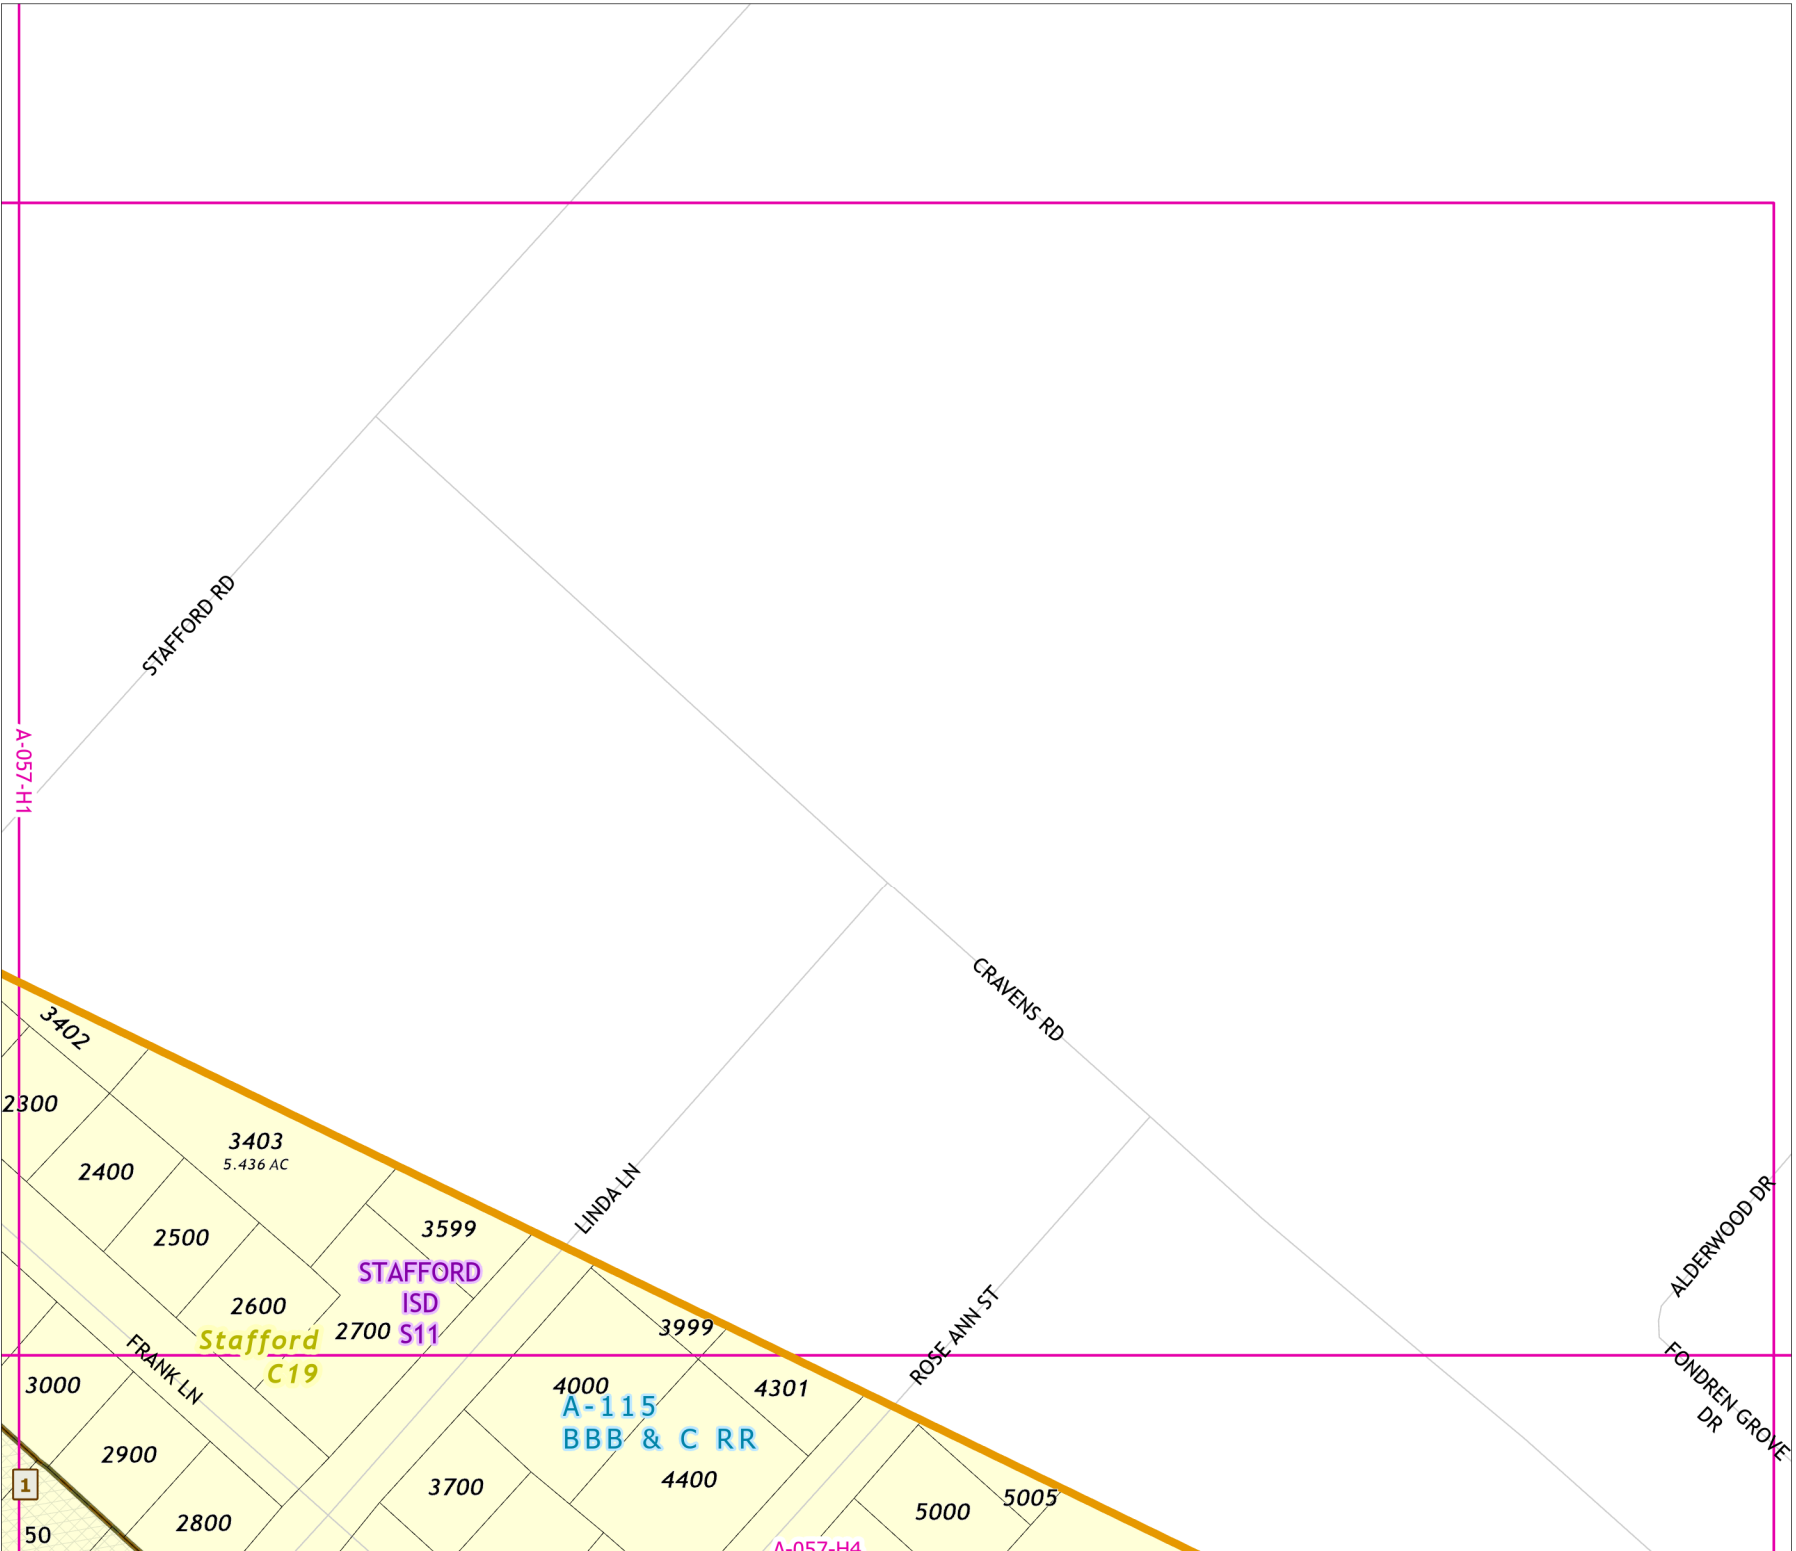 STAFFORD RD
A-057-H1
CRAVENS RD
3402
2300
3403
5.436 AC
2400
LINDA LN
ALDERWOOD DR
3599
2500
STAFFORD
ISD
S11
2600
2700
3999
Stafford
C19
ROSE ANN ST
FRANK LN
FONDREN GROVE
DR
3000
4000
4301
A-115
BBB & C RR
2900
4400
3700
1
5005
5000
2800
50
A-057-H4